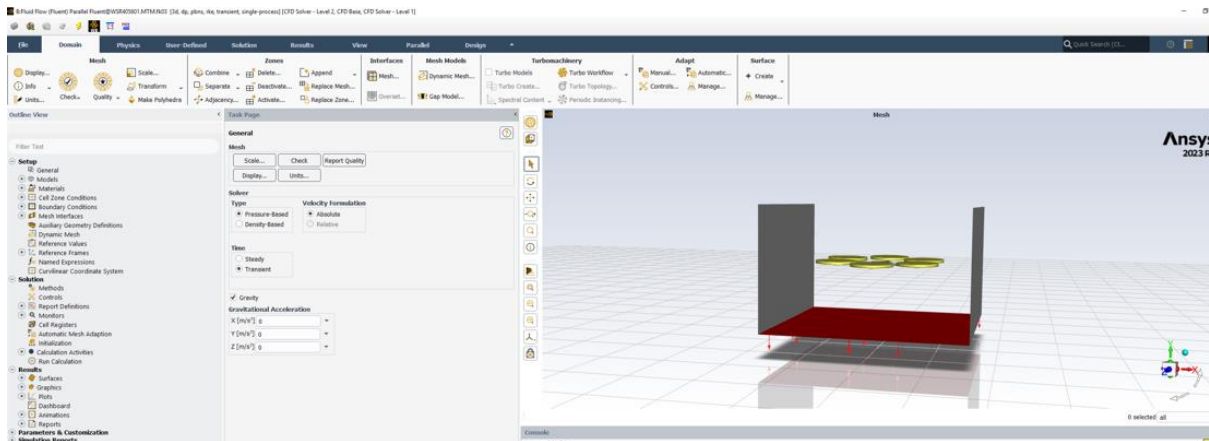 B:Fluid Flow (Fluent) Parallel Fluent@WSR405601.MTM.fh03 [3d, dp, pbns, rke, transient, single-process] [CFD Solver - Level 2, CFD Base, CFD Solver - Level 1]
File Domain Physics User-Defined Solution Results View Parallel Design
Quick Search (Ct...
Mesh Zones Interfaces Mesh Models Turbomachinery Adapt Surface
Display... Scale... Combine Delete... Append Mesh... Dynamic Mesh... Turbo Models Turbo Workflow Manual... Automatic... + Create
Info Check Quality Transform Separate Deactivate... Replace Mesh... Turbo Create... Turbo Topology... Controls... Manage...
Units... Make Polyhedra Adjacency... Activate... Replace Zone... Overset... Gap Model... Spectral Content Periodic Instancing... Manage...
Outline View
Filter Text
Setup
General
Models
Materials
Cell Zone Conditions
Boundary Conditions
Mesh Interfaces
Auxiliary Geometry Definitions
Dynamic Mesh
Reference Values
Reference Frames
Named Expressions
Curvilinear Coordinate System
Solution
Methods
Controls
Report Definitions
Monitors
Cell Registers
Automatic Mesh Adaption
Initialization
Calculation Activities
Run Calculation
Results
Surfaces
Graphics
Plots
Dashboard
Animations
Reports
Parameters & Customization
Simulation Reports
Task Page
General
Mesh
Scale... Check Report Quality
Display... Units...
Solver
Type Velocity Formulation
Pressure-Based Absolute
Density-Based Relative
Time
Steady
Transient
Gravity
Gravitational Acceleration
X [m/s²] 0
Y [m/s²] 0
Z [m/s²] 0
Mesh
Ansys
2023 R
0 selected all
Console